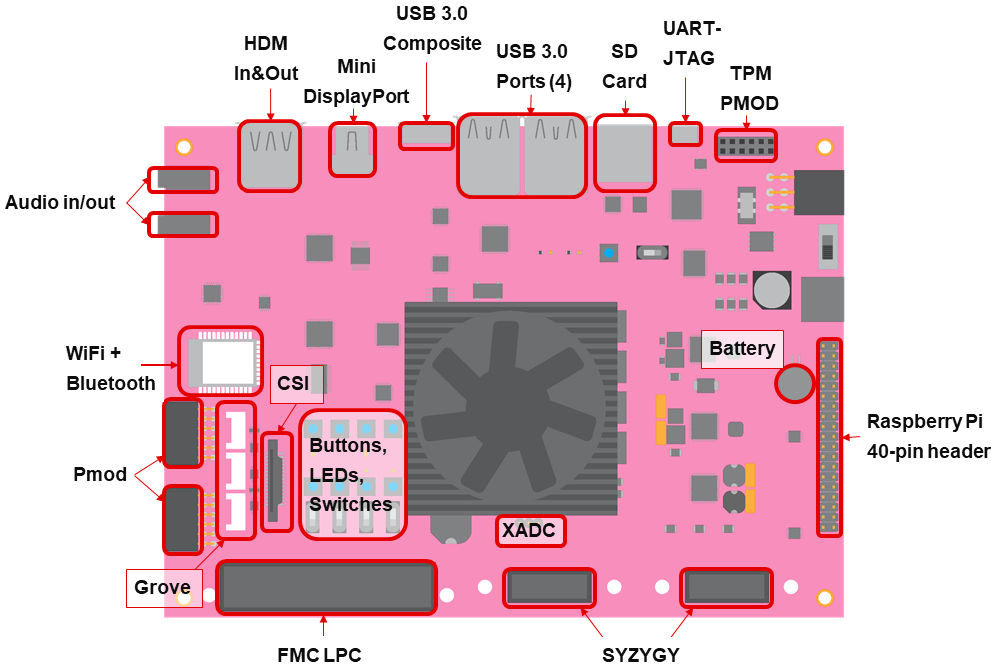 HDM
In&Out
Mini
DisplayPort
USB 3.0
Composite
USB 3.0
Ports (4)
SD
Card
UART-
JTAG
TPM
PMOD
Audio in/out
WiFi +
Bluetooth
CSI
Battery
Buttons,
LEDs,
Switches
Raspberry Pi
40-pin header
Pmod
XADC
Grove
FMC LPC
SYZYGY